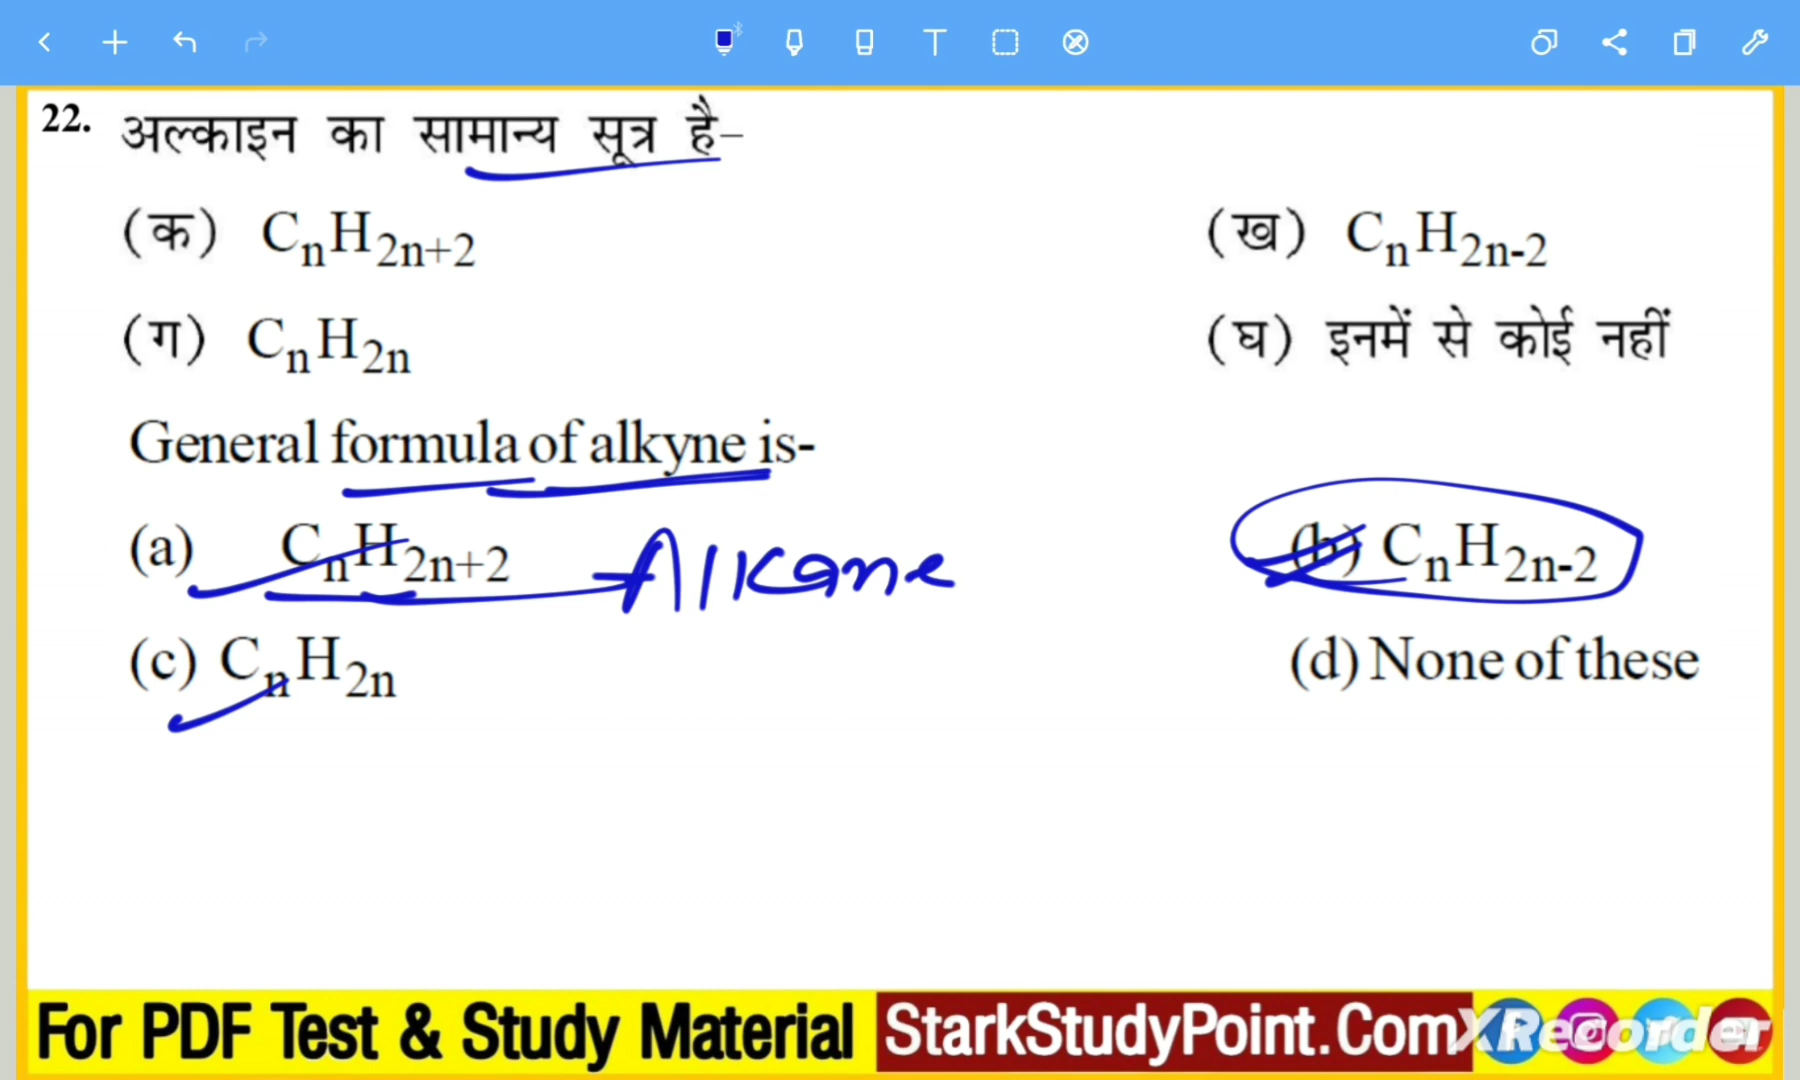 22. अल्काइन का सामान्य सूत्र है–
(क) CₙH₂ₙ₊₂ (ख) CₙH₂ₙ₋₂
(ग) CₙH₂ₙ (घ) इनमें से कोई नहीं
General formula of alkyne is-
(a) CₙH₂ₙ₊₂ Alkane (b) CₙH₂ₙ₋₂
(c) CₙH₂ₙ (d) None of these
For PDF Test & Study Material StarkStudyPoint.Com XRecorder